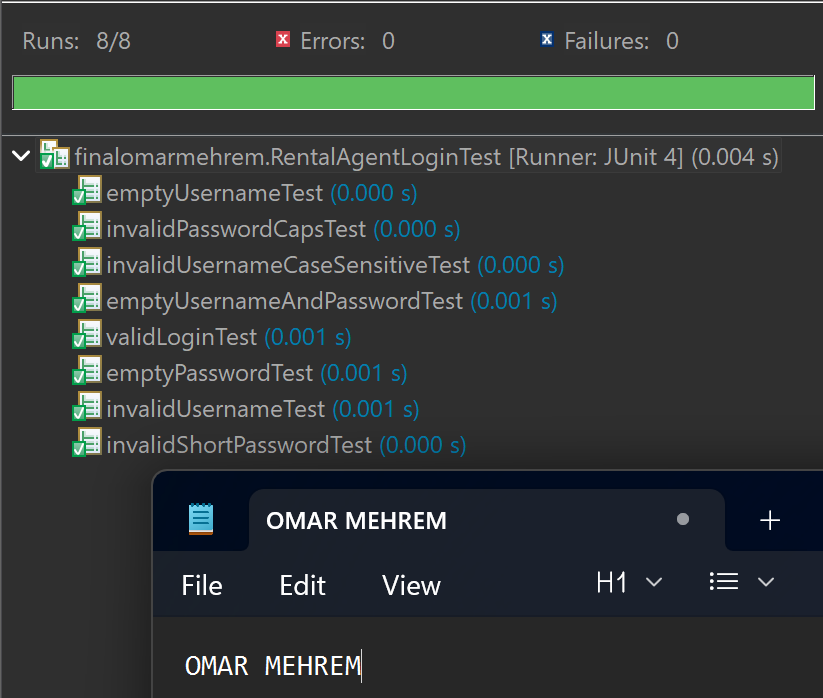 Runs: 8/8 Errors: 0 Failures: 0
finalomarmehrem.RentalAgentLoginTest [Runner: JUnit 4] (0.004 s)
emptyUsernameTest (0.000 s)
invalidPasswordCapsTest (0.000 s)
invalidUsernameCaseSensitiveTest (0.000 s)
emptyUsernameAndPasswordTest (0.001 s)
validLoginTest (0.001 s)
emptyPasswordTest (0.001 s)
invalidUsernameTest (0.001 s)
invalidShortPasswordTest (0.000 s)
OMAR MEHREM
File Edit View H1
OMAR MEHREM